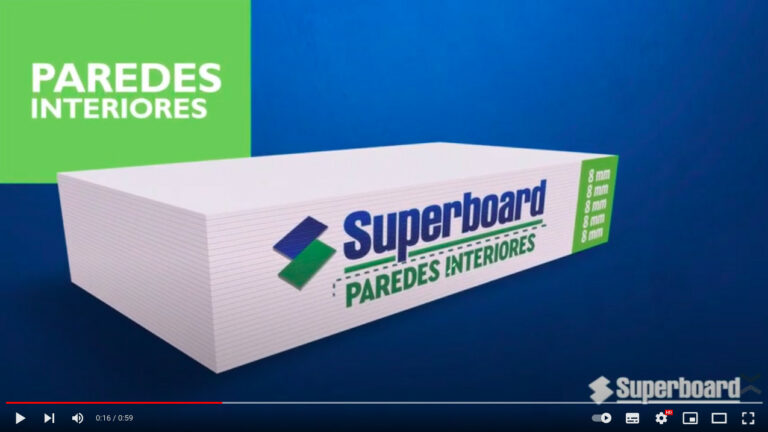 PAREDES
INTERIORES
Superboard
PAREDES INTERIORES
8 mm
8 mm
8 mm
8 mm
8 mm
Superboard
0:16 / 0:59
HD